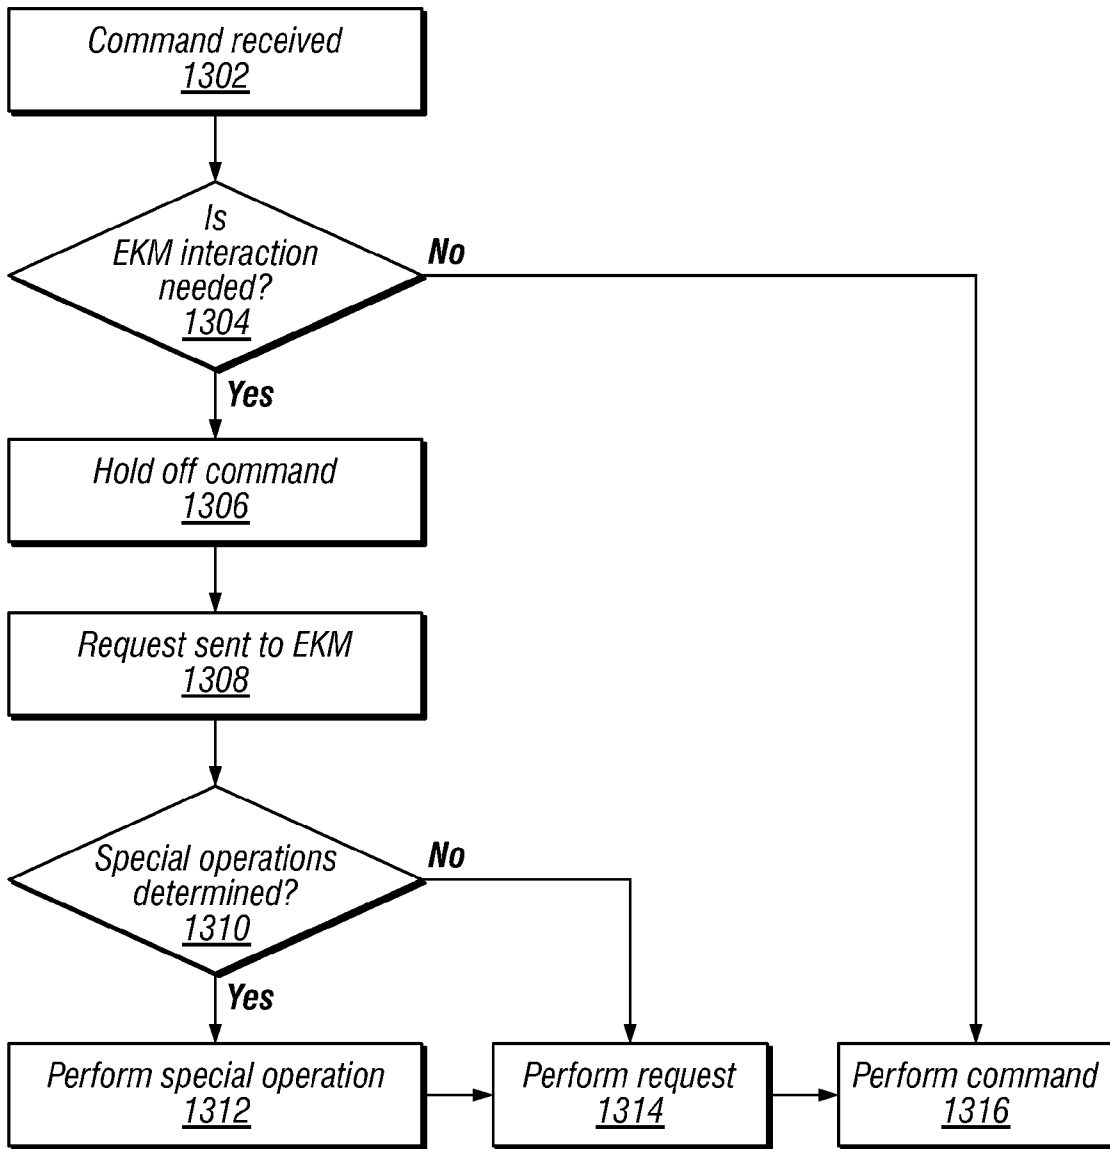 Command received
1302
Is
EKM interaction
needed?
1304
No
Yes
Hold off command
1306
Request sent to EKM
1308
Special operations
determined?
1310
No
Yes
Perform special operation
1312
Perform request
1314
Perform command
1316